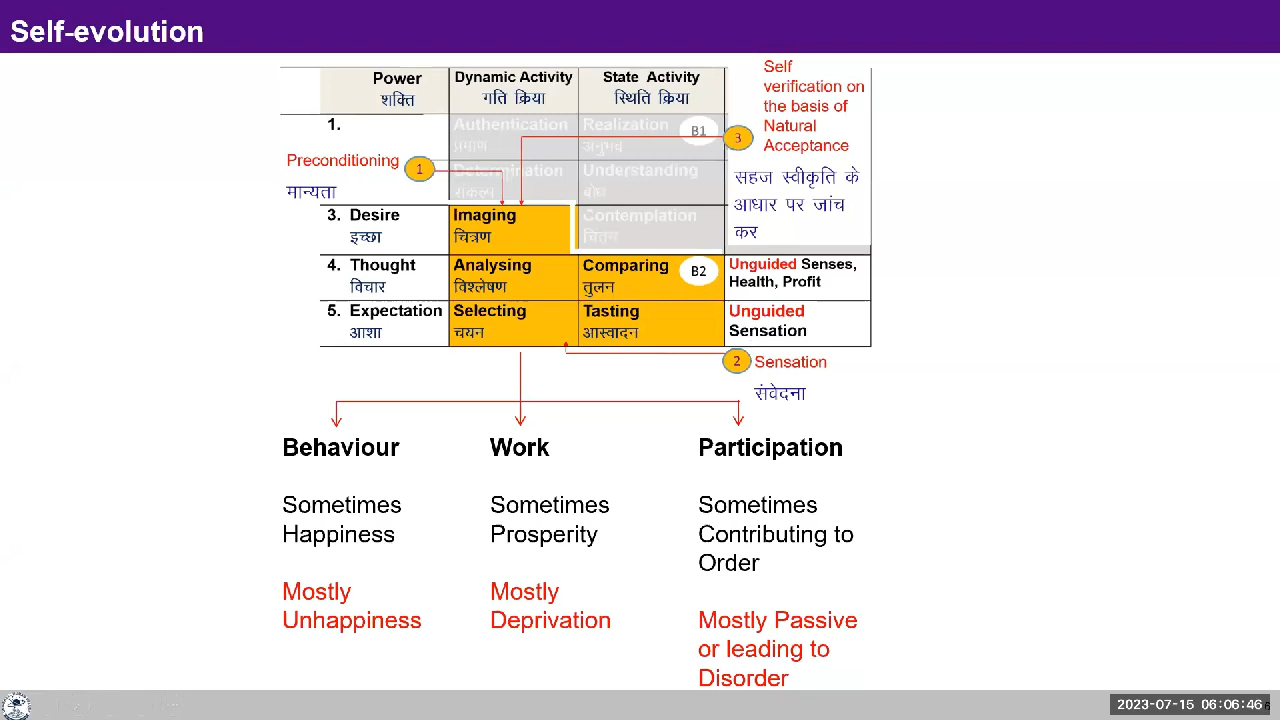 Self-evolution
Power
शक्ति
Dynamic Activity
गति क्रिया
State Activity
स्थिति क्रिया
Self
verification on
the basis of
Natural
Acceptance
सहज स्वीकृति के
आधार पर जांच
कर
1.
Authentication
प्रमाण
Realization
अनुभव
B1
3
Preconditioning
मान्यता
1
Determination
संकल्प
Understanding
बोध
3. Desire
इच्छा
Imaging
चित्रण
Contemplation
चिंतन
4. Thought
विचार
Analysing
विश्लेषण
Comparing
तुलन
B2
Unguided Senses,
Health, Profit
5. Expectation
आशा
Selecting
चयन
Tasting
आस्वादन
Unguided
Sensation
2
Sensation
संवेदना
Behaviour
Work
Participation
Sometimes
Happiness
Sometimes
Prosperity
Sometimes
Contributing to
Order
Mostly
Unhappiness
Mostly
Deprivation
Mostly Passive
or leading to
Disorder
2023-07-15 06:06:46